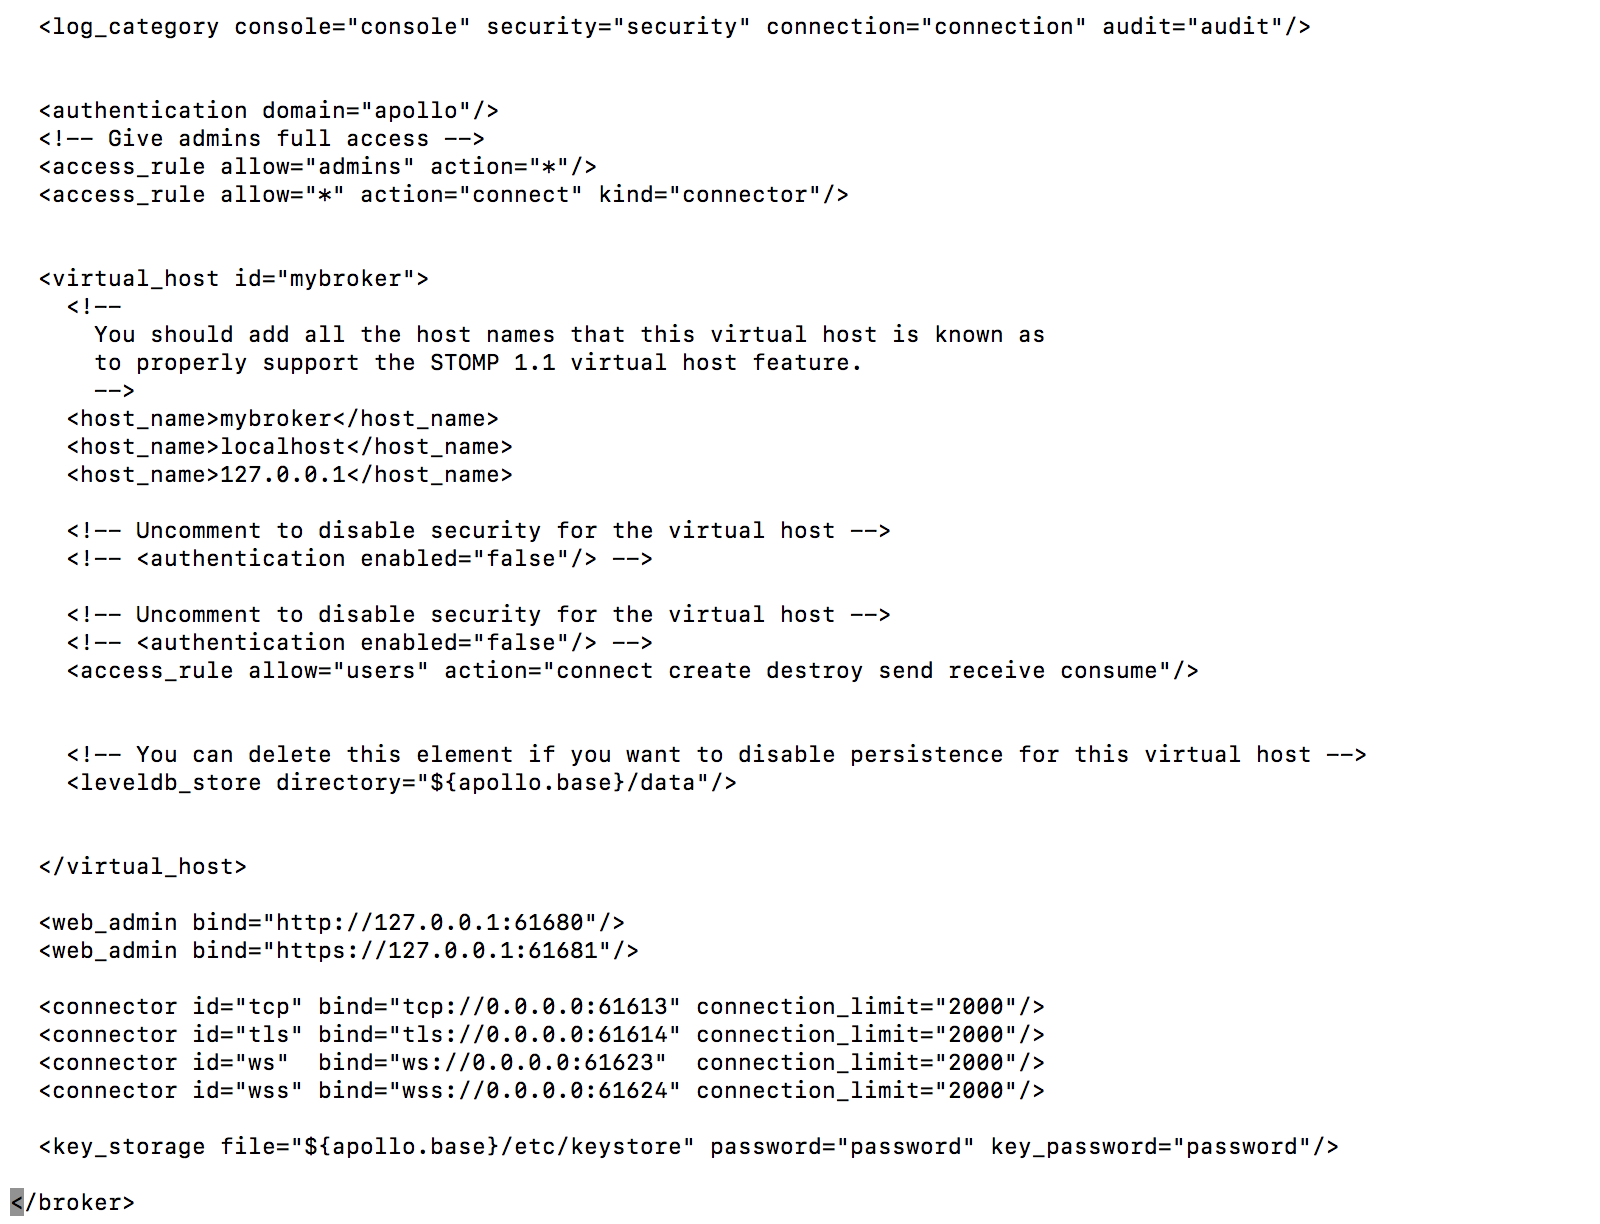 <log_category console="console" security="security" connection="connection" audit="audit"/>
<authentication domain="apollo"/>
<!-- Give admins full access -->
<access_rule allow="admins" action="*"/>
<access_rule allow="*" action="connect" kind="connector"/>
<virtual_host id="mybroker">
<!--
You should add all the host names that this virtual host is known as
to properly support the STOMP 1.1 virtual host feature.
-->
<host_name>mybroker</host_name>
<host_name>localhost</host_name>
<host_name>127.0.0.1</host_name>
<!-- Uncomment to disable security for the virtual host -->
<!-- <authentication enabled="false"/> -->
<!-- Uncomment to disable security for the virtual host -->
<!-- <authentication enabled="false"/> -->
<access_rule allow="users" action="connect create destroy send receive consume"/>
<!-- You can delete this element if you want to disable persistence for this virtual host -->
<leveldb_store directory="${apollo.base}/data"/>
</virtual_host>
<web_admin bind="http://127.0.0.1:61680"/>
<web_admin bind="https://127.0.0.1:61681"/>
<connector id="tcp" bind="tcp://0.0.0.0:61613" connection_limit="2000"/>
<connector id="tls" bind="tls://0.0.0.0:61614" connection_limit="2000"/>
<connector id="ws"  bind="ws://0.0.0.0:61623"  connection_limit="2000"/>
<connector id="wss" bind="wss://0.0.0.0:61624" connection_limit="2000"/>
<key_storage file="${apollo.base}/etc/keystore" password="password" key_password="password"/>
</broker>